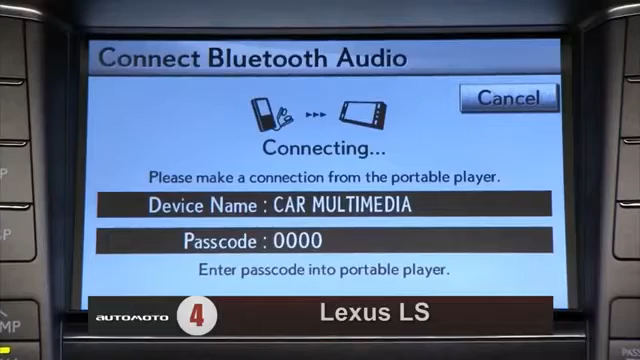 Connect Bluetooth Audio
Cancel
Connecting...
Please make a connection from the portable player.
Device Name : CAR MULTIMEDIA
Passcode : 0000
Enter passcode into portable player.
AUTOMOTO 4 Lexus LS